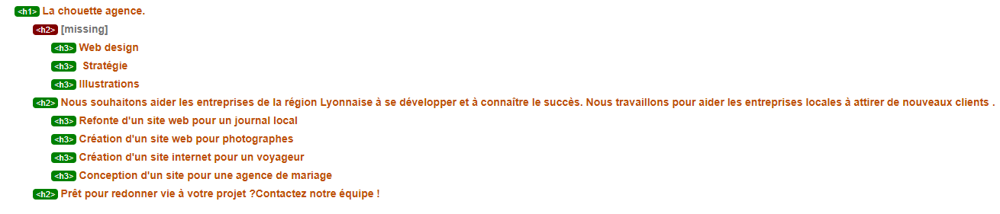 <h1> La chouette agence.
<h2> [missing]
<h3> Web design
<h3> Stratégie
<h3> Illustrations
<h2> Nous souhaitons aider les entreprises de la région Lyonnaise à se développer et à connaître le succès. Nous travaillons pour aider les entreprises locales à attirer de nouveaux clients .
<h3> Refonte d'un site web pour un journal local
<h3> Création d'un site web pour photographes
<h3> Création d'un site internet pour un voyageur
<h3> Conception d'un site pour une agence de mariage
<h2> Prêt pour redonner vie à votre projet ?Contactez notre équipe !